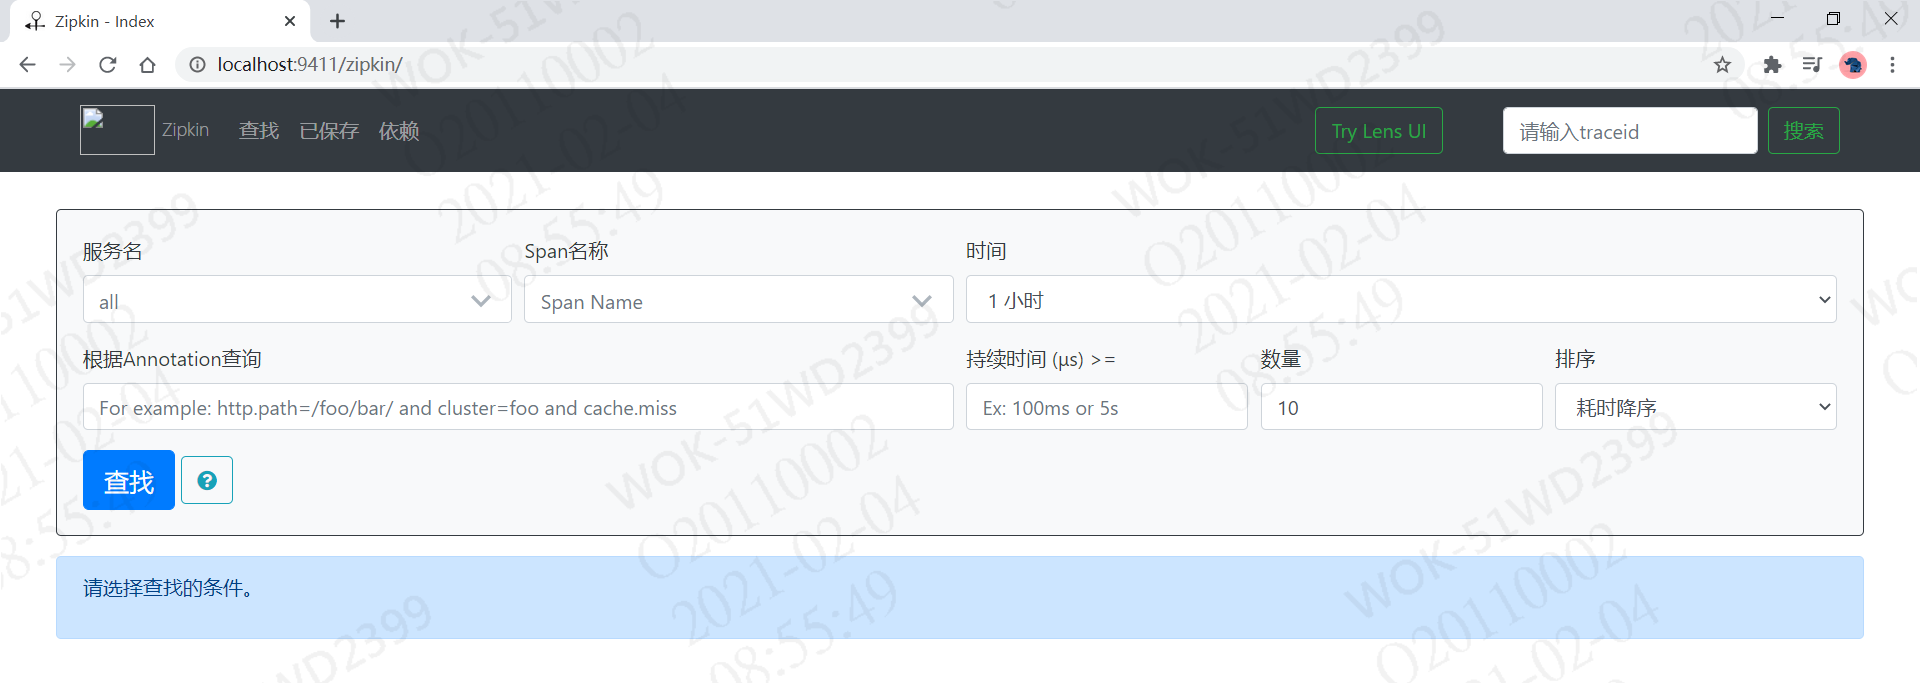 Zipkin - Index
localhost:9411/zipkin/
Zipkin 查找 已保存 依赖 Try Lens UI 请输入traceid 搜索
服务名 Span名称 时间
all Span Name 1 小时
根据Annotation查询 持续时间 (μs) >= 数量 排序
For example: http.path=/foo/bar/ and cluster=foo and cache.miss Ex: 100ms or 5s 10 耗时降序
查找 ?
请选择查找的条件。
WOK-51WD2399
O20110002
2021-02-04
08:55:49